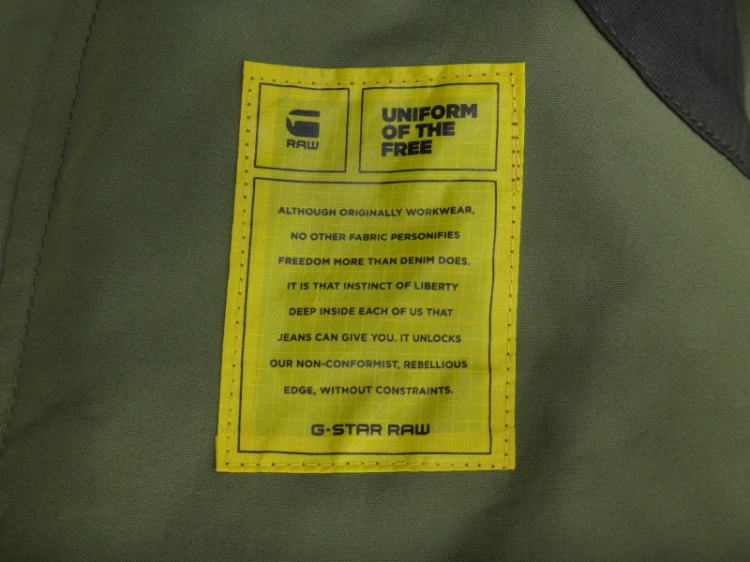 RAW
UNIFORM
OF THE
FREE
ALTHOUGH ORIGINALLY WORKWEAR,
NO OTHER FABRIC PERSONIFIES
FREEDOM MORE THAN DENIM DOES.
IT IS THAT INSTINCT OF LIBERTY
DEEP INSIDE EACH OF US THAT
JEANS CAN GIVE YOU. IT UNLOCKS
OUR NON-CONFORMIST, REBELLIOUS
EDGE, WITHOUT CONSTRAINTS.
G-STAR RAW